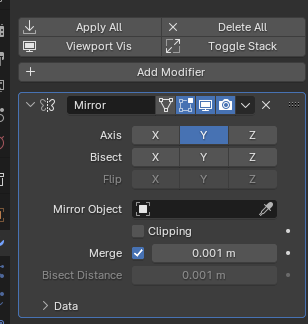 Apply All Delete All
Viewport Vis Toggle Stack
Add Modifier
Mirror
Axis X Y Z
Bisect X Y Z
Flip X Y Z
Mirror Object
Clipping
Merge 0.001 m
Bisect Distance 0.001 m
Data